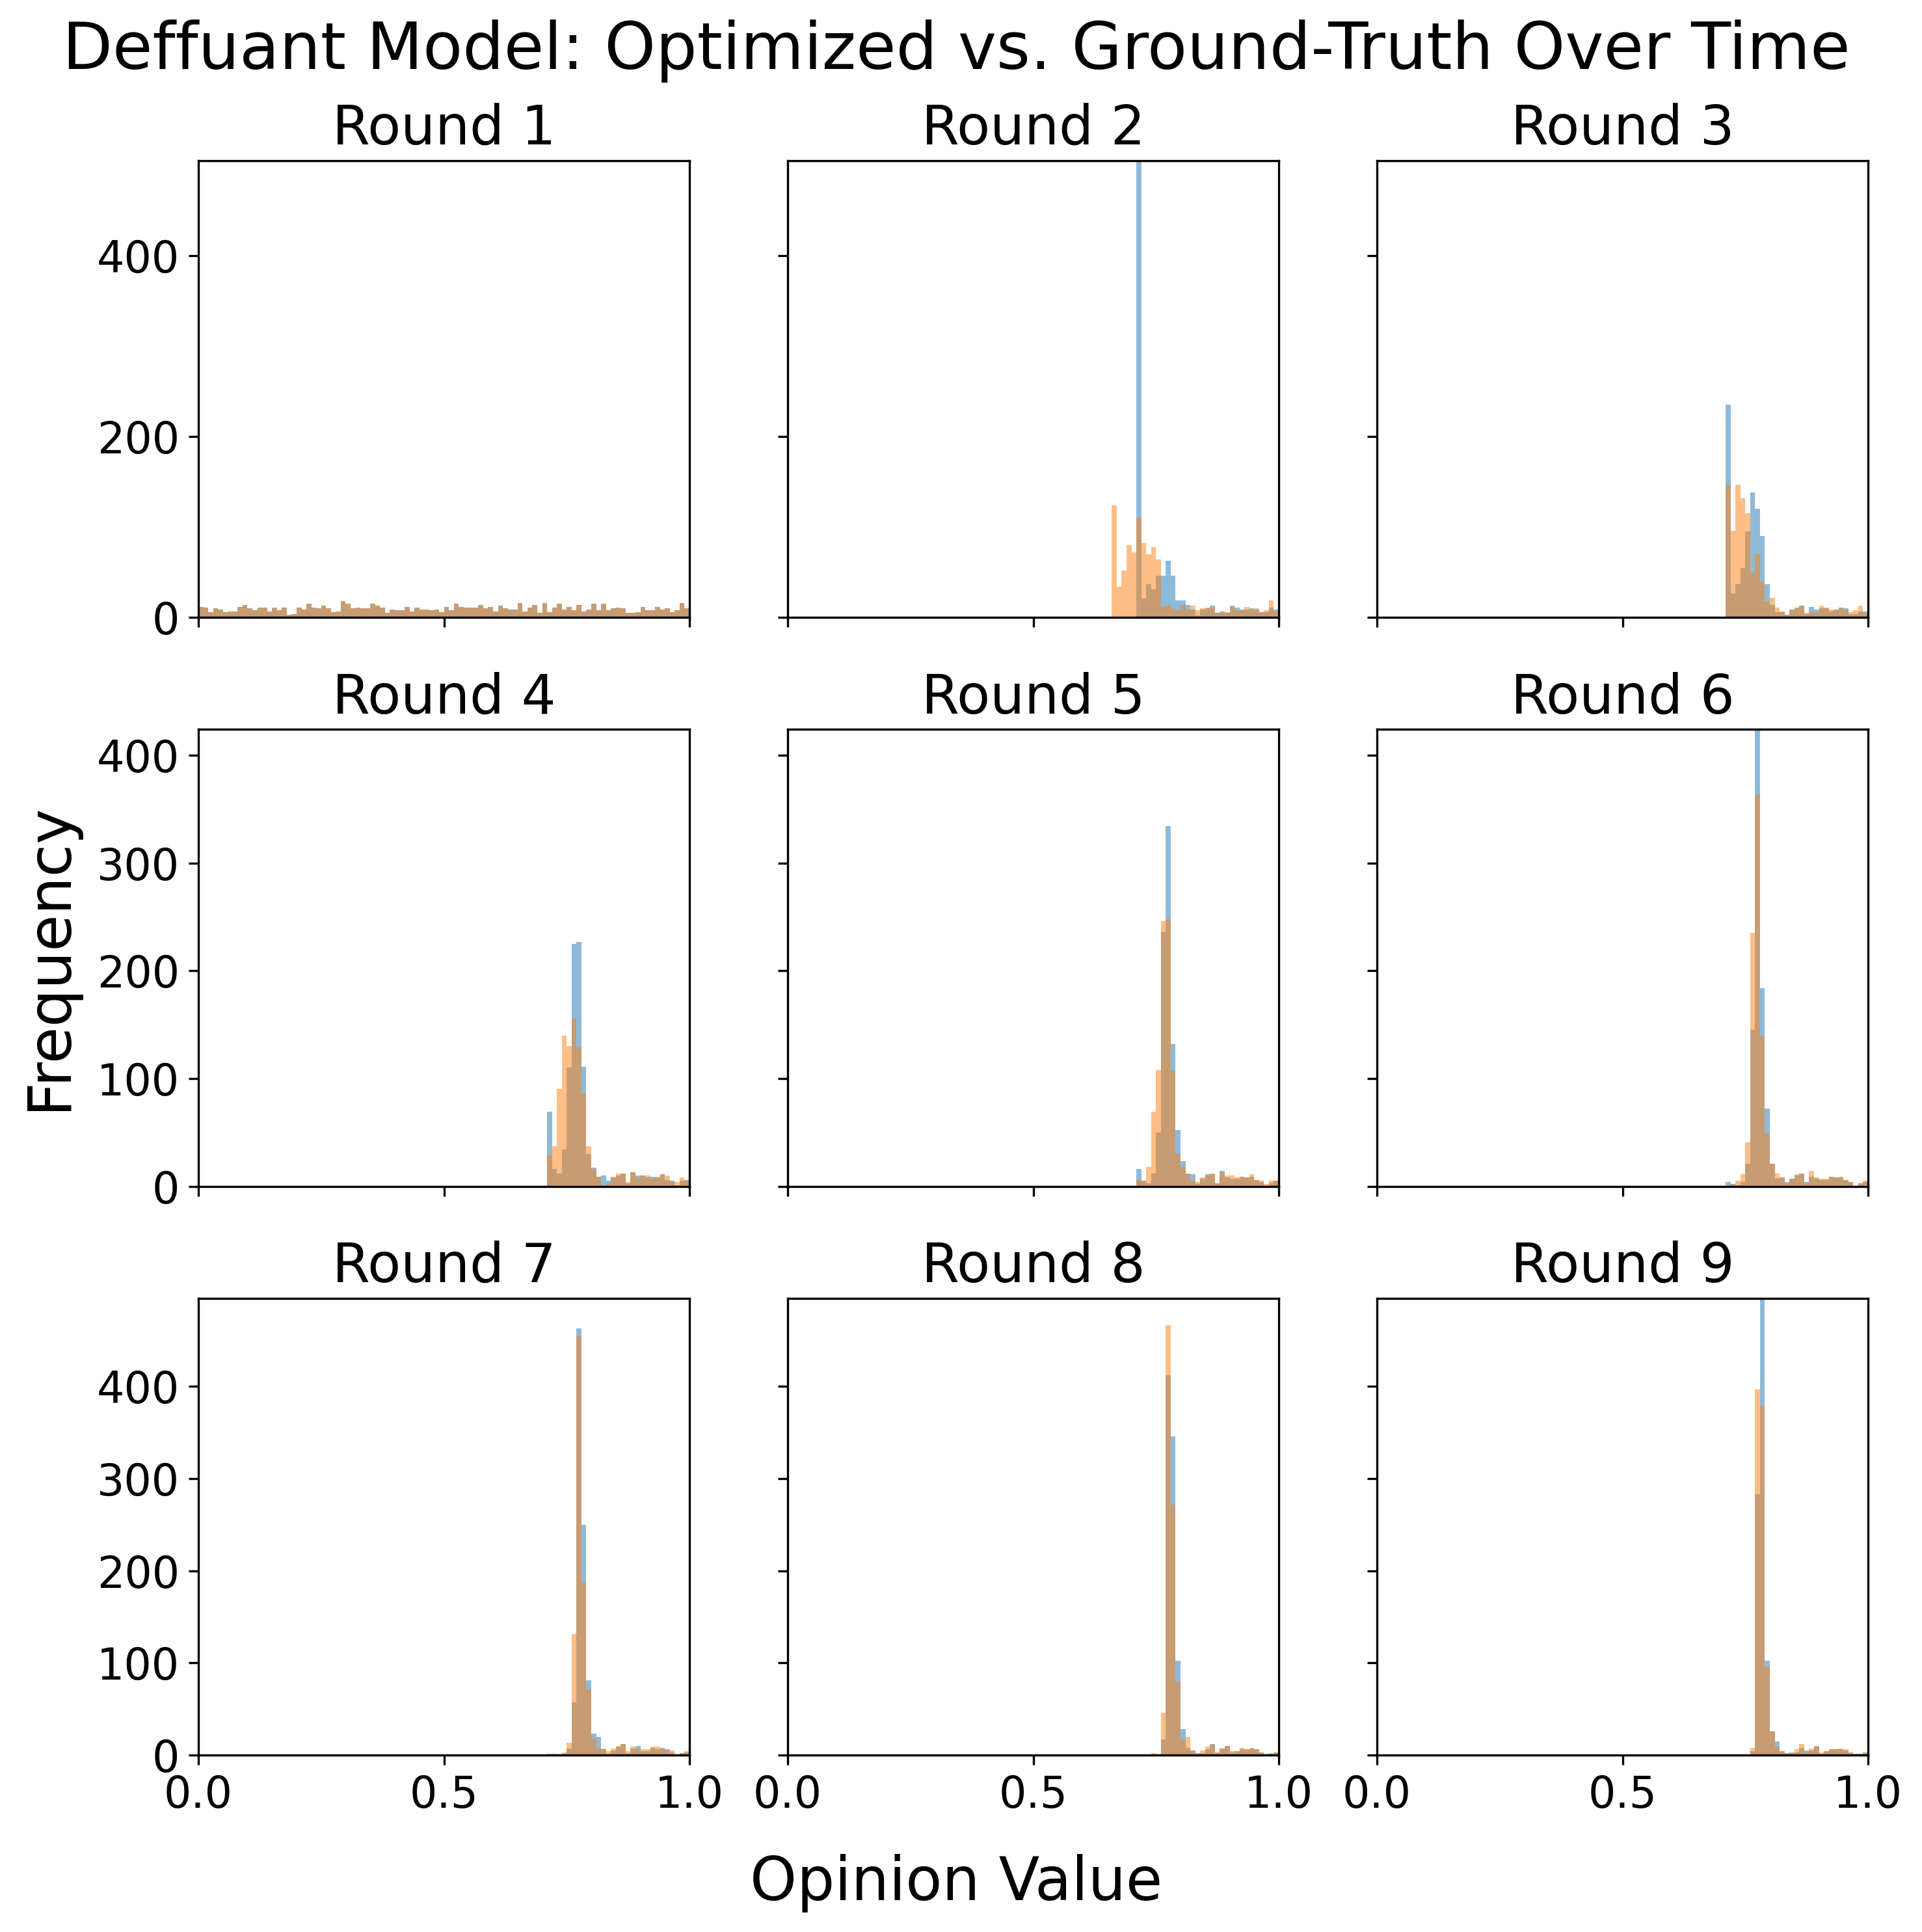 Deffuant Model: Optimized vs. Ground-Truth Over Time
Round 1
Round 2
Round 3
400
200
0
Round 4
Round 5
Round 6
400
300
200
100
0
Frequency
Round 7
Round 8
Round 9
400
300
200
100
0
0.0 0.5 1.0
0.0 0.5 1.0
0.0 0.5 1.0
Opinion Value